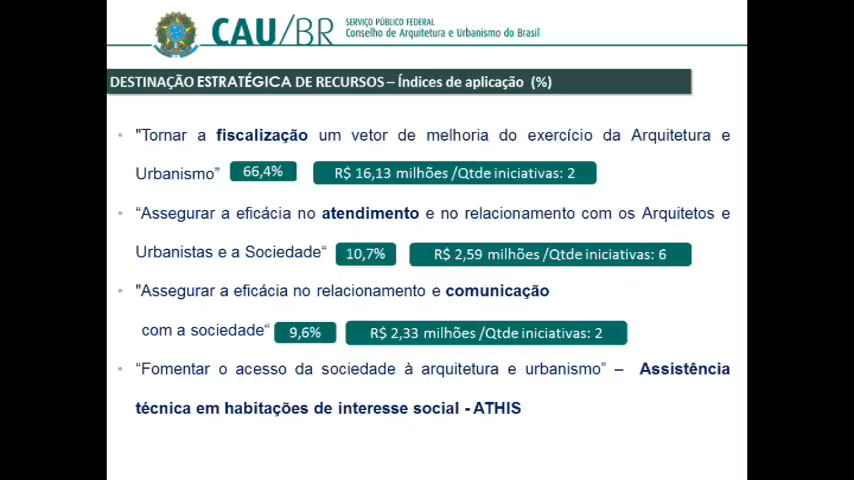 CAU/BR
SERVIÇO PÚBLICO FEDERAL
Conselho de Arquitetura e Urbanismo do Brasil
DESTINAÇÃO ESTRATÉGICA DE RECURSOS – Índices de aplicação (%)
• "Tornar a fiscalização um vetor de melhoria do exercício da Arquitetura e
Urbanismo” 66,4% R$ 16,13 milhões /Qtde iniciativas: 2
• “Assegurar a eficácia no atendimento e no relacionamento com os Arquitetos e
Urbanistas e a Sociedade“ 10,7% R$ 2,59 milhões /Qtde iniciativas: 6
• "Assegurar a eficácia no relacionamento e comunicação
com a sociedade“ 9,6% R$ 2,33 milhões /Qtde iniciativas: 2
• “Fomentar o acesso da sociedade à arquitetura e urbanismo” – Assistência
técnica em habitações de interesse social - ATHIS